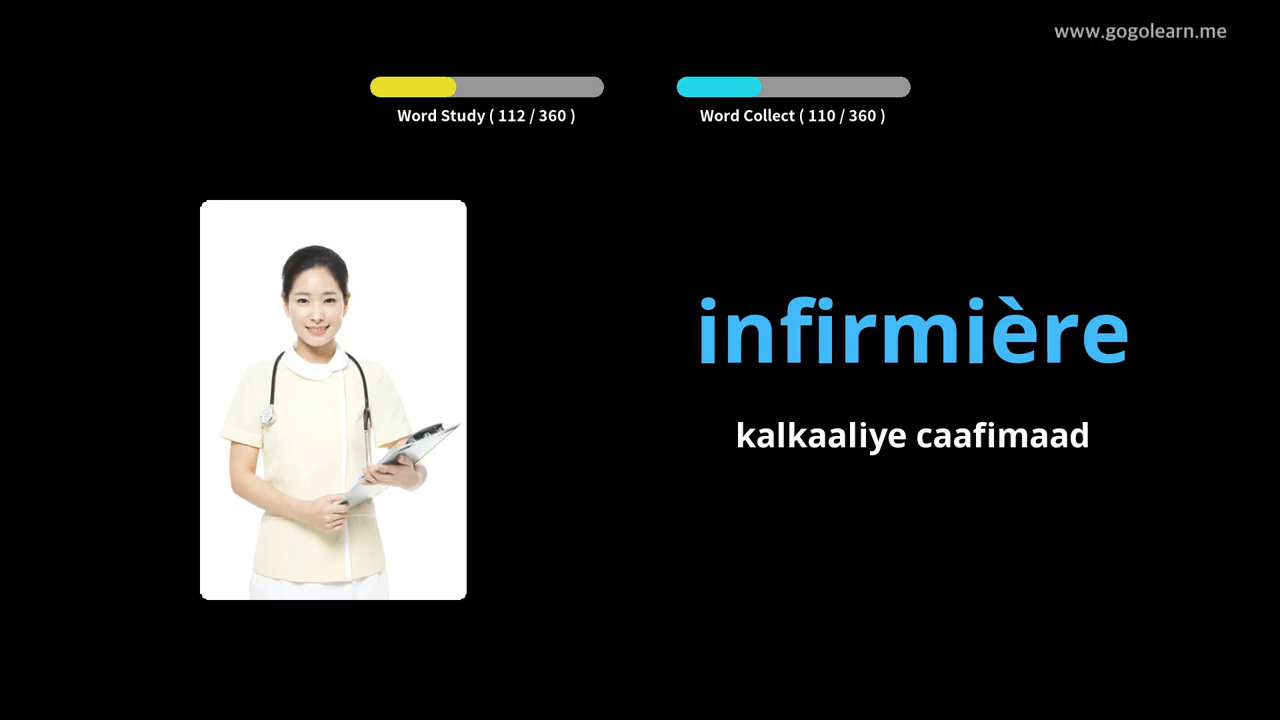 www.gogolearn.me
Word Study ( 112 / 360 )
Word Collect ( 110 / 360 )
infirmière
kalkaaliye caafimaad